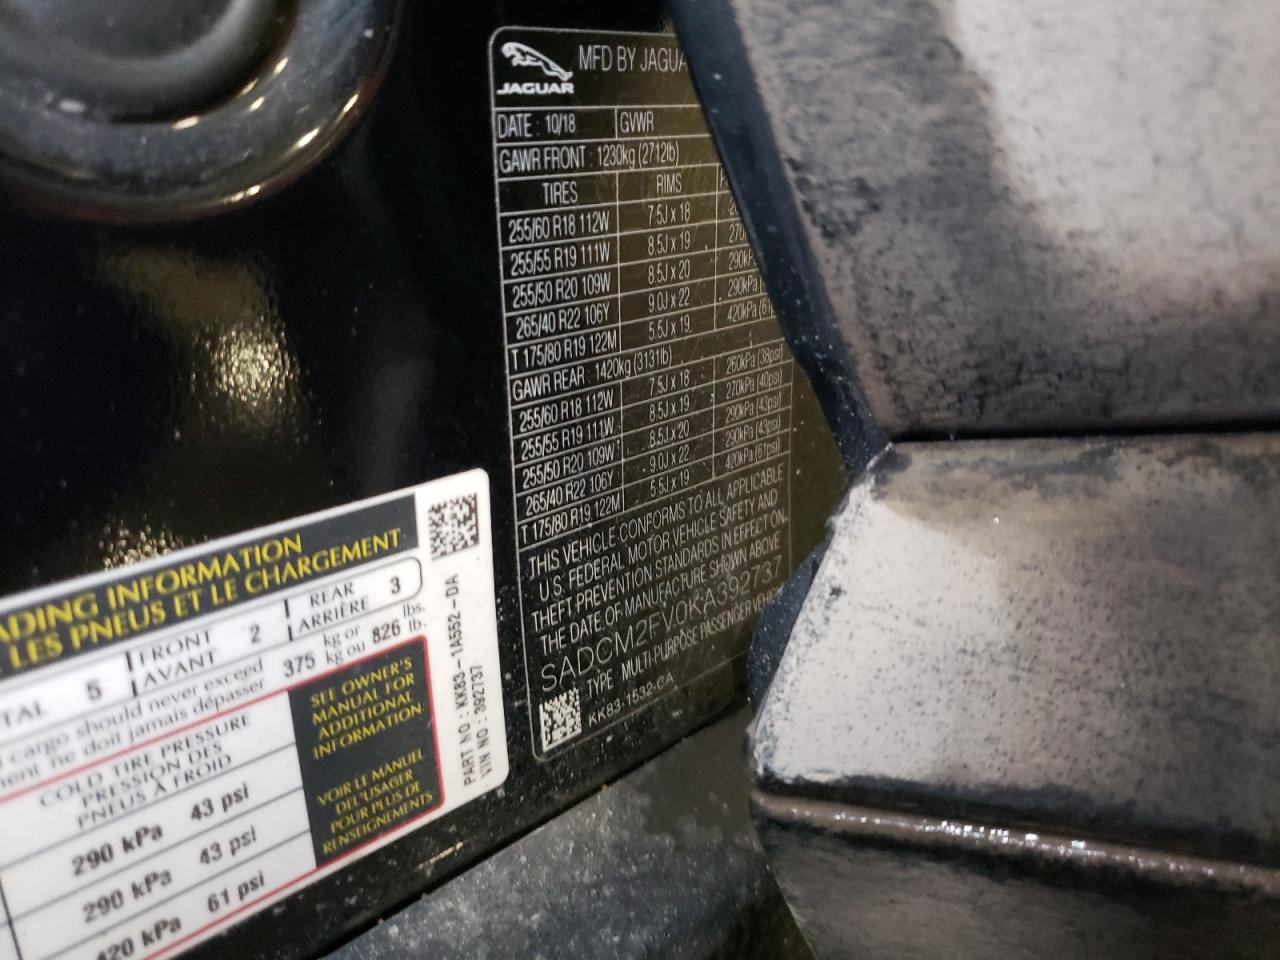 JAGUAR
MFD BY JAGUA
DATE : 10/18 GVWR
GAWR FRONT : 1230kg (2712lb)
TIRES RIMS
255/60 R18 112W 7.5J x 18
255/55 R19 111W 8.5J x 19 270
255/50 R20 109W 8.5J x 20 290kP
265/40 R22 106Y 9.0J x 22 290kPa
T 175/80 R19 122M 5.5J x 19 420kPa (61
GAWR REAR : 1420kg (3131lb)
255/60 R18 112W 7.5J x 18 260kPa (38psi)
255/55 R19 111W 8.5J x 19 270kPa (40psi)
255/50 R20 109W 8.5J x 20 290kPa (43psi)
265/40 R22 106Y 9.0J x 22 290kPa (43psi)
T 175/80 R19 122M 5.5J x 19 420kPa (61psi)
THIS VEHICLE CONFORMS TO ALL APPLICABLE
U.S. FEDERAL MOTOR VEHICLE SAFETY AND
THEFT PREVENTION STANDARDS IN EFFECT ON
THE DATE OF MANUFACTURE SHOWN ABOVE
SADCM2FV0KA392737
TYPE : MULTI-PURPOSE PASSENGER VEHIC
KK83-1532-CA
ADING INFORMATION
LES PNEUS ET LE CHARGEMENT
TAL 5 FRONT AVANT 2 REAR ARRIÈRE 3
cargo should never exceed 375 kg or 826 lbs.
ment ne doit jamais dépasser kg ou lb.
COLD TIRE PRESSURE
PRESSION DES
PNEUS À FROID
290 kPa 43 psi
290 kPa 43 psi
420 kPa 61 psi
SEE OWNER'S
MANUAL FOR
ADDITIONAL
INFORMATION.
VOIR LE MANUEL
DE L'USAGER
POUR PLUS DE
RENSEIGNEMENTS
PART NO : KK83-1A552-DA
VIN NO : 392737